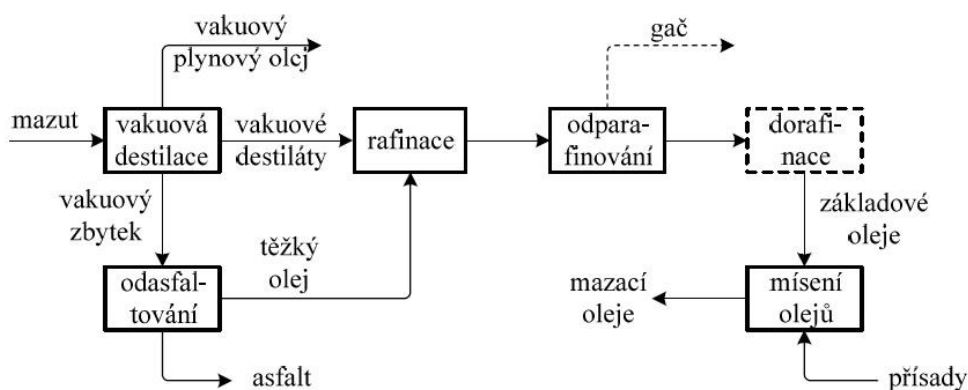 vakuový
plynový olej
gač
mazut
vakuová
destilace
vakuové
destiláty
rafinace
odpara-
finování
dorafi-
nace
vakuový
zbytek
těžký
olej
základové
oleje
odasfal-
tování
mazací
oleje
mísení
olejů
asfalt
přísady